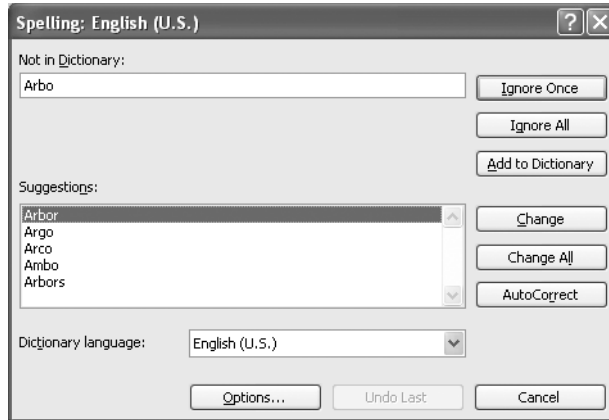 Spelling: English (U.S.)
Not in Dictionary:
Arbo
Ignore Once
Ignore All
Add to Dictionary
Suggestions:
Arbor
Argo
Arco
Ambo
Arbors
Change
Change All
AutoCorrect
Dictionary language:
English (U.S.)
Options...
Undo Last
Cancel